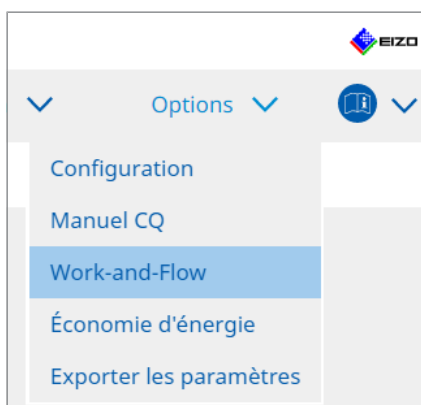 EIZO
Options
Configuration
Manuel CQ
Work-and-Flow
Économie d'énergie
Exporter les paramètres